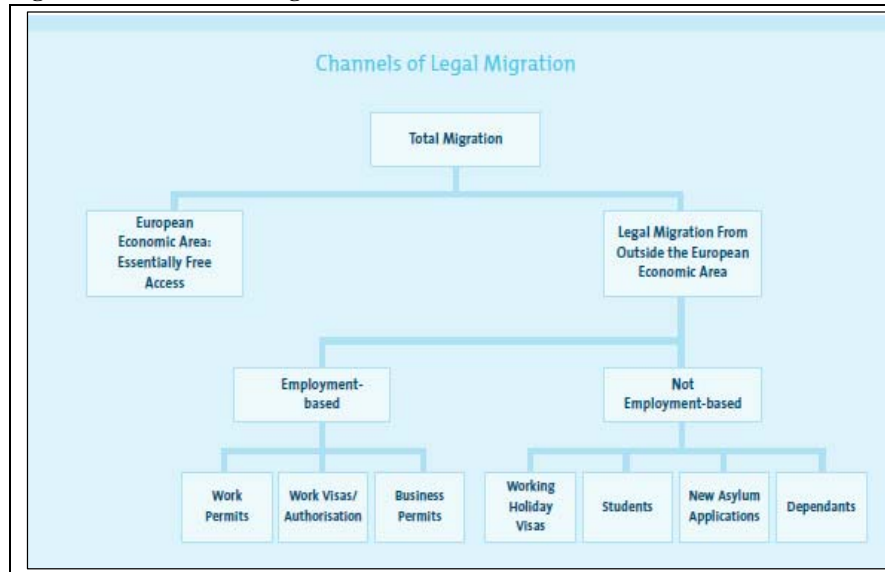 Channels of Legal Migration
Total Migration
European
Economic Area:
Essentially Free
Access
Legal Migration From
Outside the European
Economic Area
Employment-
based
Not
Employment-based
Work
Permits
Work Visas/
Authorisation
Business
Permits
Working
Holiday
Visas
Students
New Asylum
Applications
Dependants